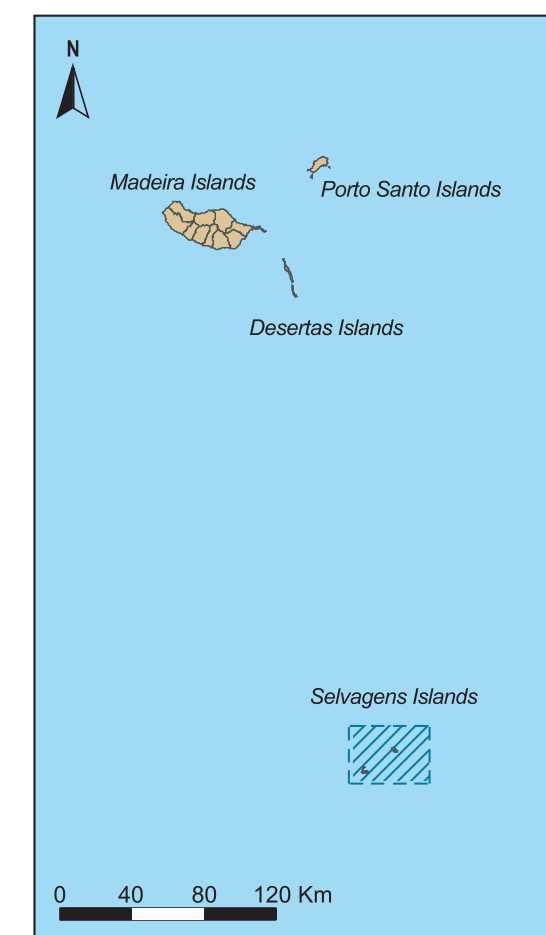 N
Madeira Islands
Porto Santo Islands
Desertas Islands
Selvagens Islands
0 40 80 120 Km